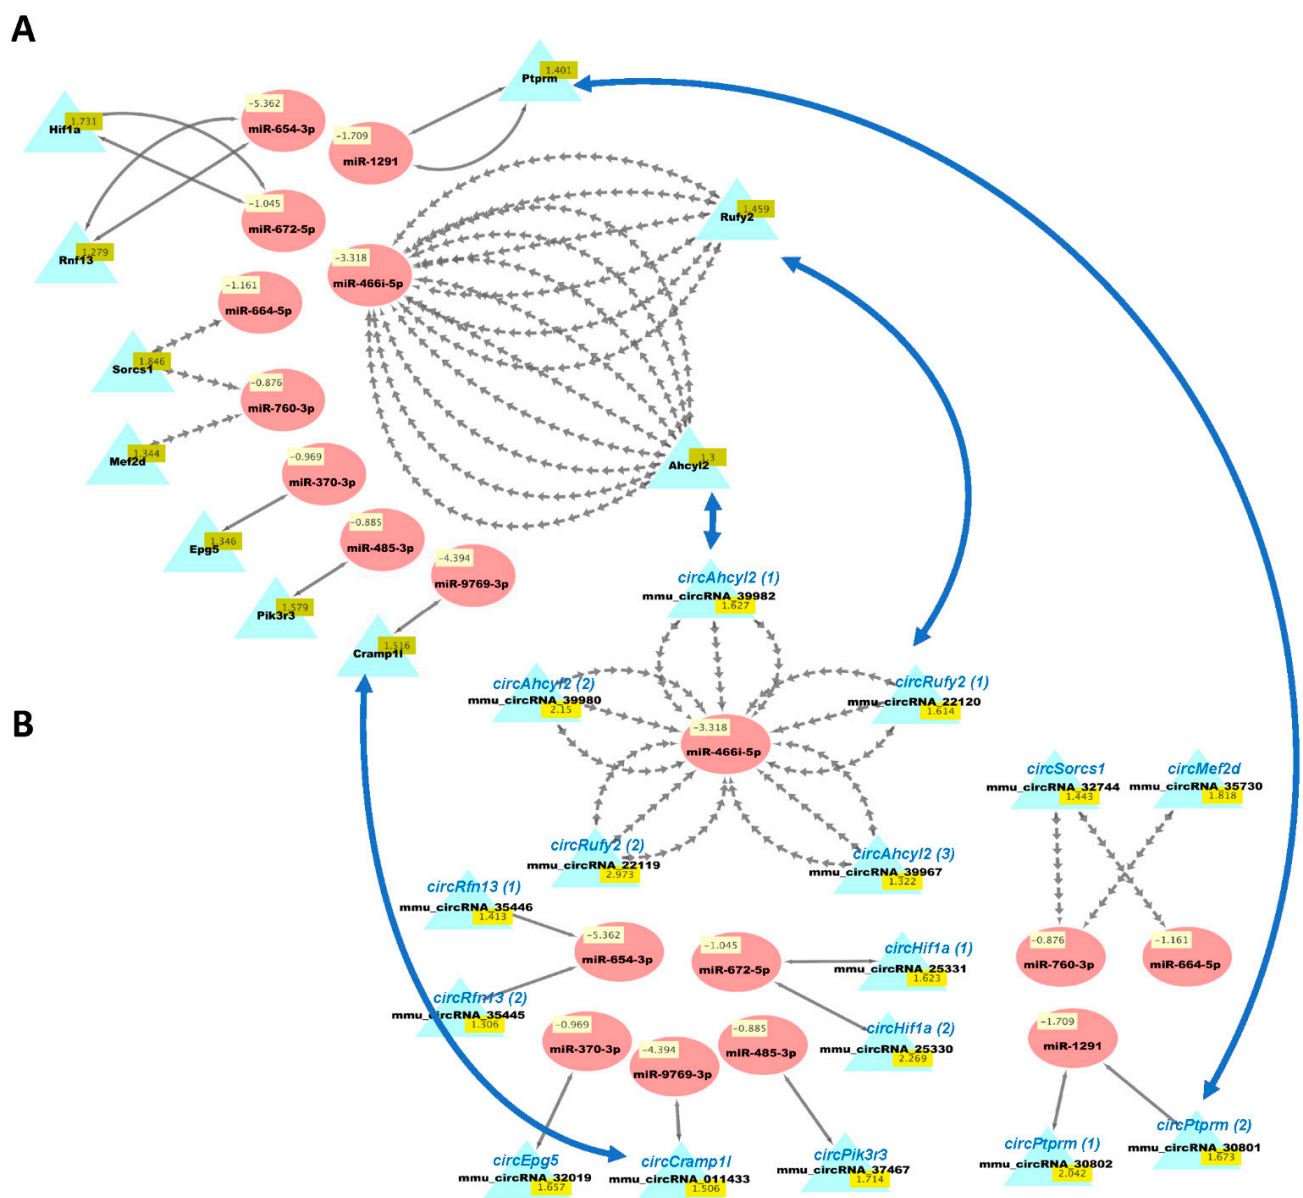 A
Ptprm
1.401
Hif1a
1.731
−5.362
miR-654-3p
−1.709
miR-1291
−1.045
miR-672-5p
Rnf13
1.279
Rufy2
1.459
−3.318
miR-466i-5p
−1.161
miR-664-5p
Sorcs1
1.846
−0.876
miR-760-3p
Mef2d
1.344
−0.969
miR-370-3p
Ahcyl2
1.3
Epg5
1.346
−0.885
miR-485-3p
−4.394
miR-9769-3p
Pik3r3
1.579
Cramp1l
1.516
B
circAhcyl2 (1)
mmu_circRNA_39982
1.627
circAhcyl2 (2)
mmu_circRNA_39980
2.15
circRufy2 (1)
mmu_circRNA_22120
1.614
−3.318
miR-466i-5p
circSorcs1
mmu_circRNA_32744
1.443
circMef2d
mmu_circRNA_35730
1.818
circRufy2 (2)
mmu_circRNA_22119
2.973
circAhcyl2 (3)
mmu_circRNA_39967
1.322
circRfn13 (1)
mmu_circRNA_35446
1.413
−5.362
miR-654-3p
−1.045
miR-672-5p
circHif1a (1)
mmu_circRNA_25331
1.623
−0.876
miR-760-3p
−1.161
miR-664-5p
circRfn13 (2)
mmu_circRNA_35445
1.306
−0.969
miR-370-3p
−4.394
miR-9769-3p
−0.885
miR-485-3p
circHif1a (2)
mmu_circRNA_25330
2.269
−1.709
miR-1291
circEpg5
mmu_circRNA_32019
1.657
circCramp1l
mmu_circRNA_011433
1.506
circPik3r3
mmu_circRNA_37467
1.714
circPtprm (1)
mmu_circRNA_30802
2.042
circPtprm (2)
mmu_circRNA_30801
1.673